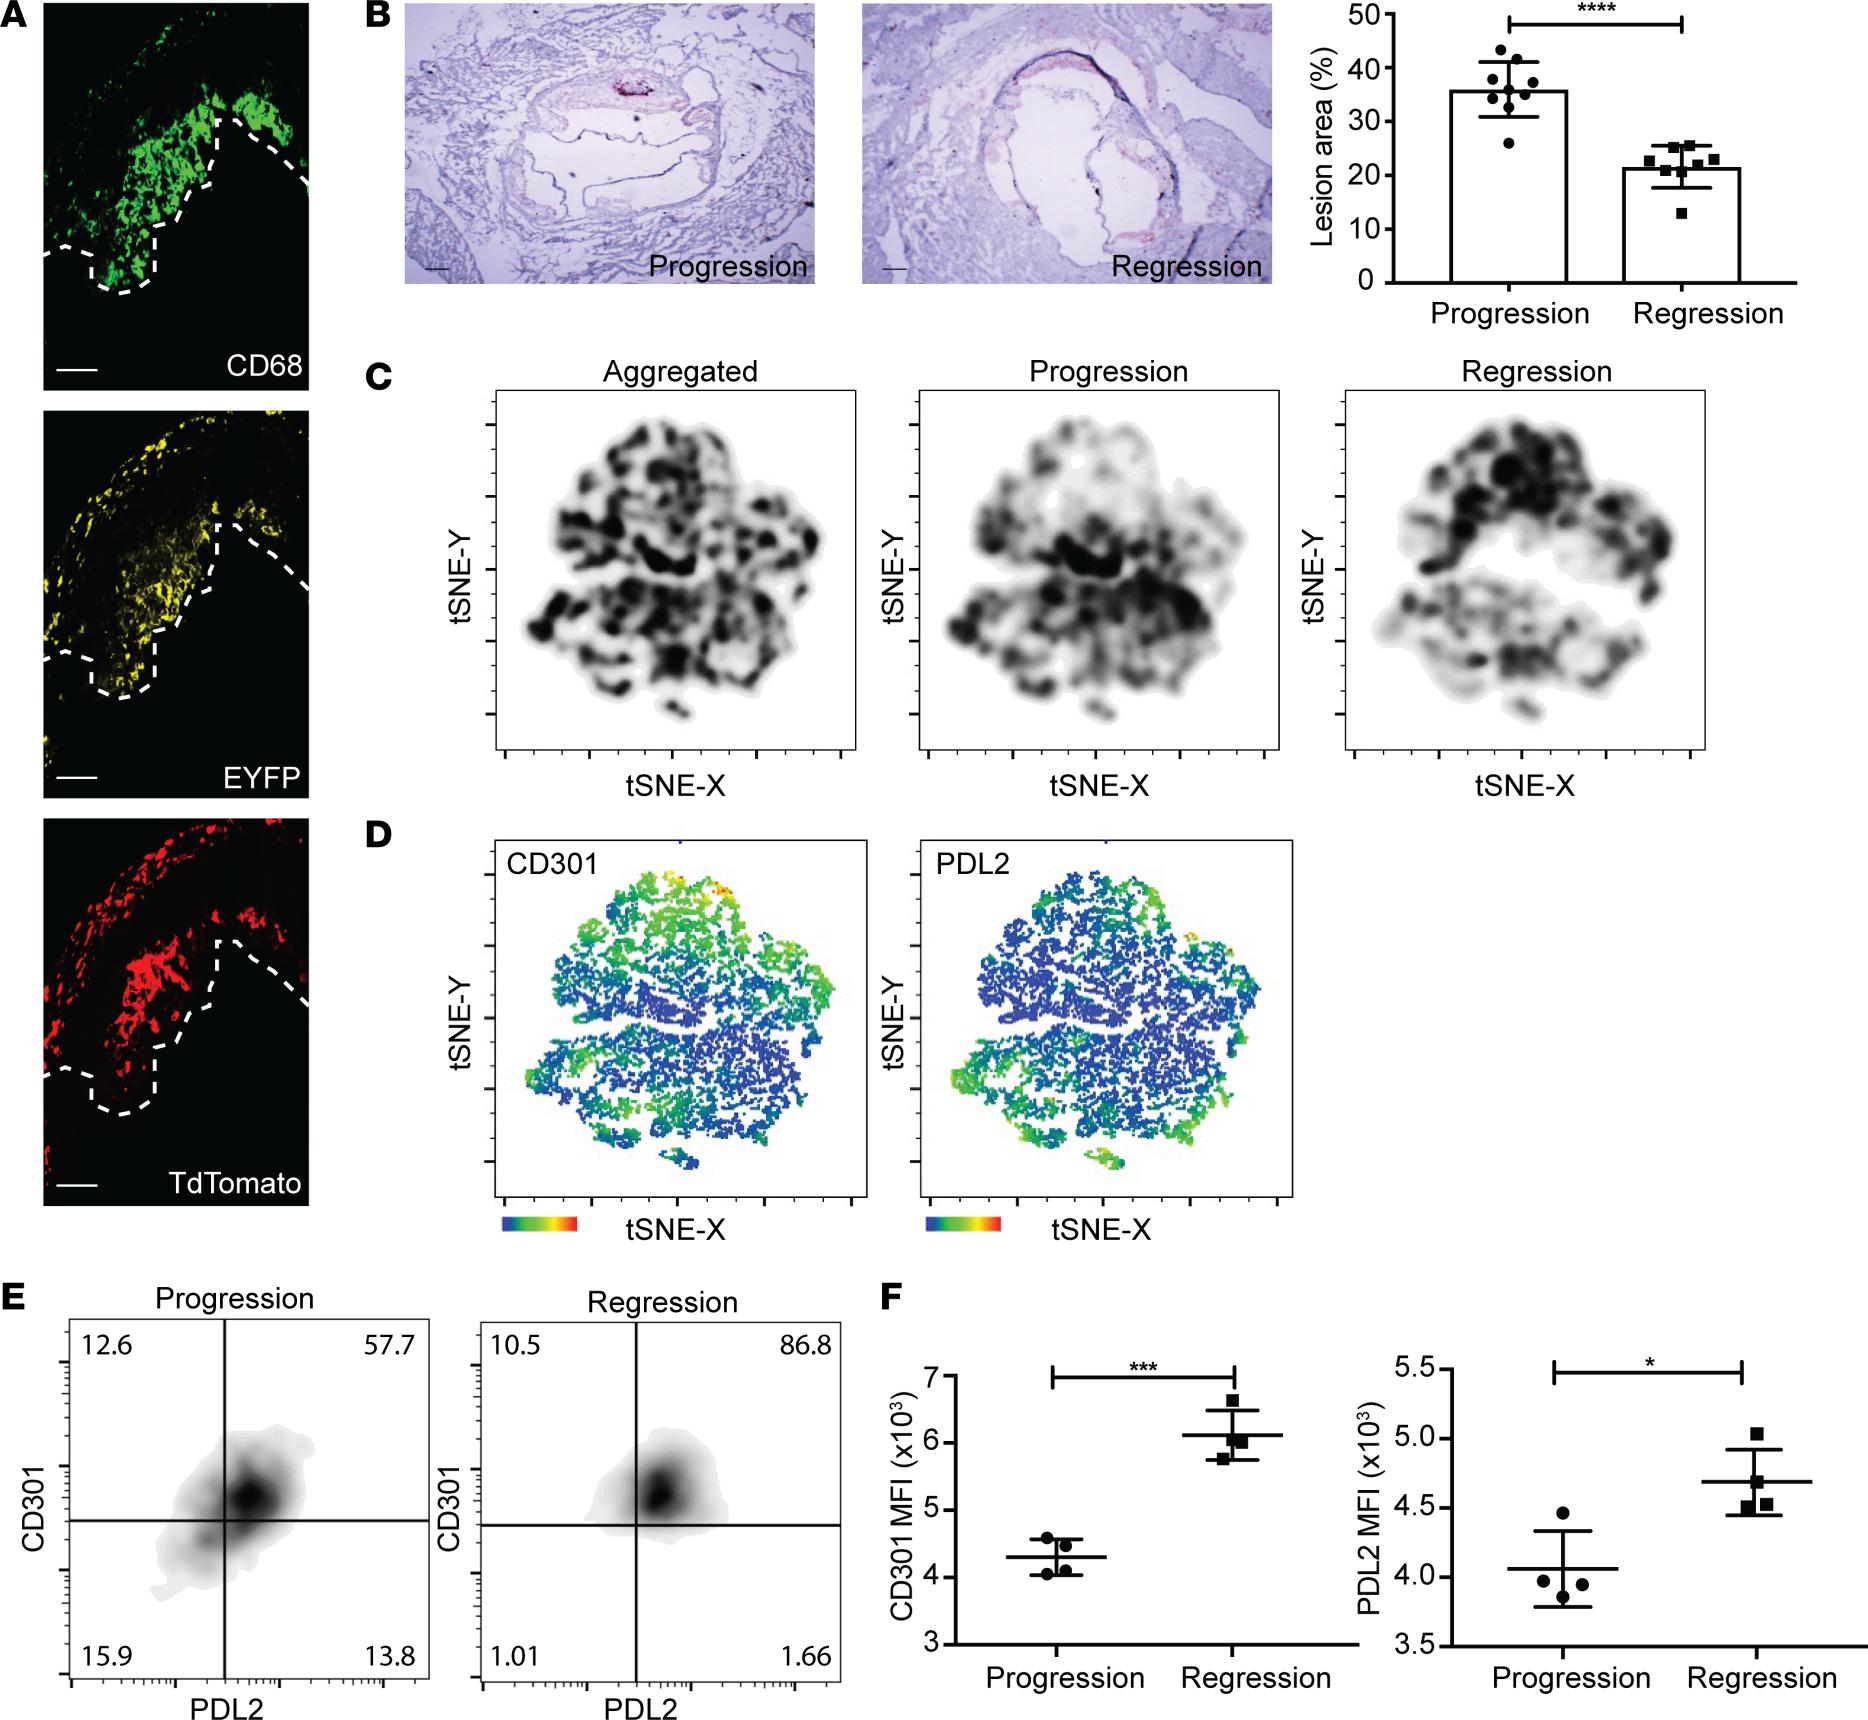 A
CD68
EYFP
TdTomato
B
Progression
Regression
Lesion area (%)
50
40
30
20
10
0
****
Progression
Regression
C
Aggregated
Progression
Regression
tSNE-Y
tSNE-Y
tSNE-Y
tSNE-X
tSNE-X
tSNE-X
D
CD301
PDL2
tSNE-Y
tSNE-Y
tSNE-X
tSNE-X
E
Progression
Regression
12.6
57.7
10.5
86.8
CD301
CD301
15.9
13.8
1.01
1.66
PDL2
PDL2
F
CD301 MFI (x10³)
7
6
5
4
3
***
Progression
Regression
PDL2 MFI (x10³)
5.5
5.0
4.5
4.0
3.5
*
Progression
Regression